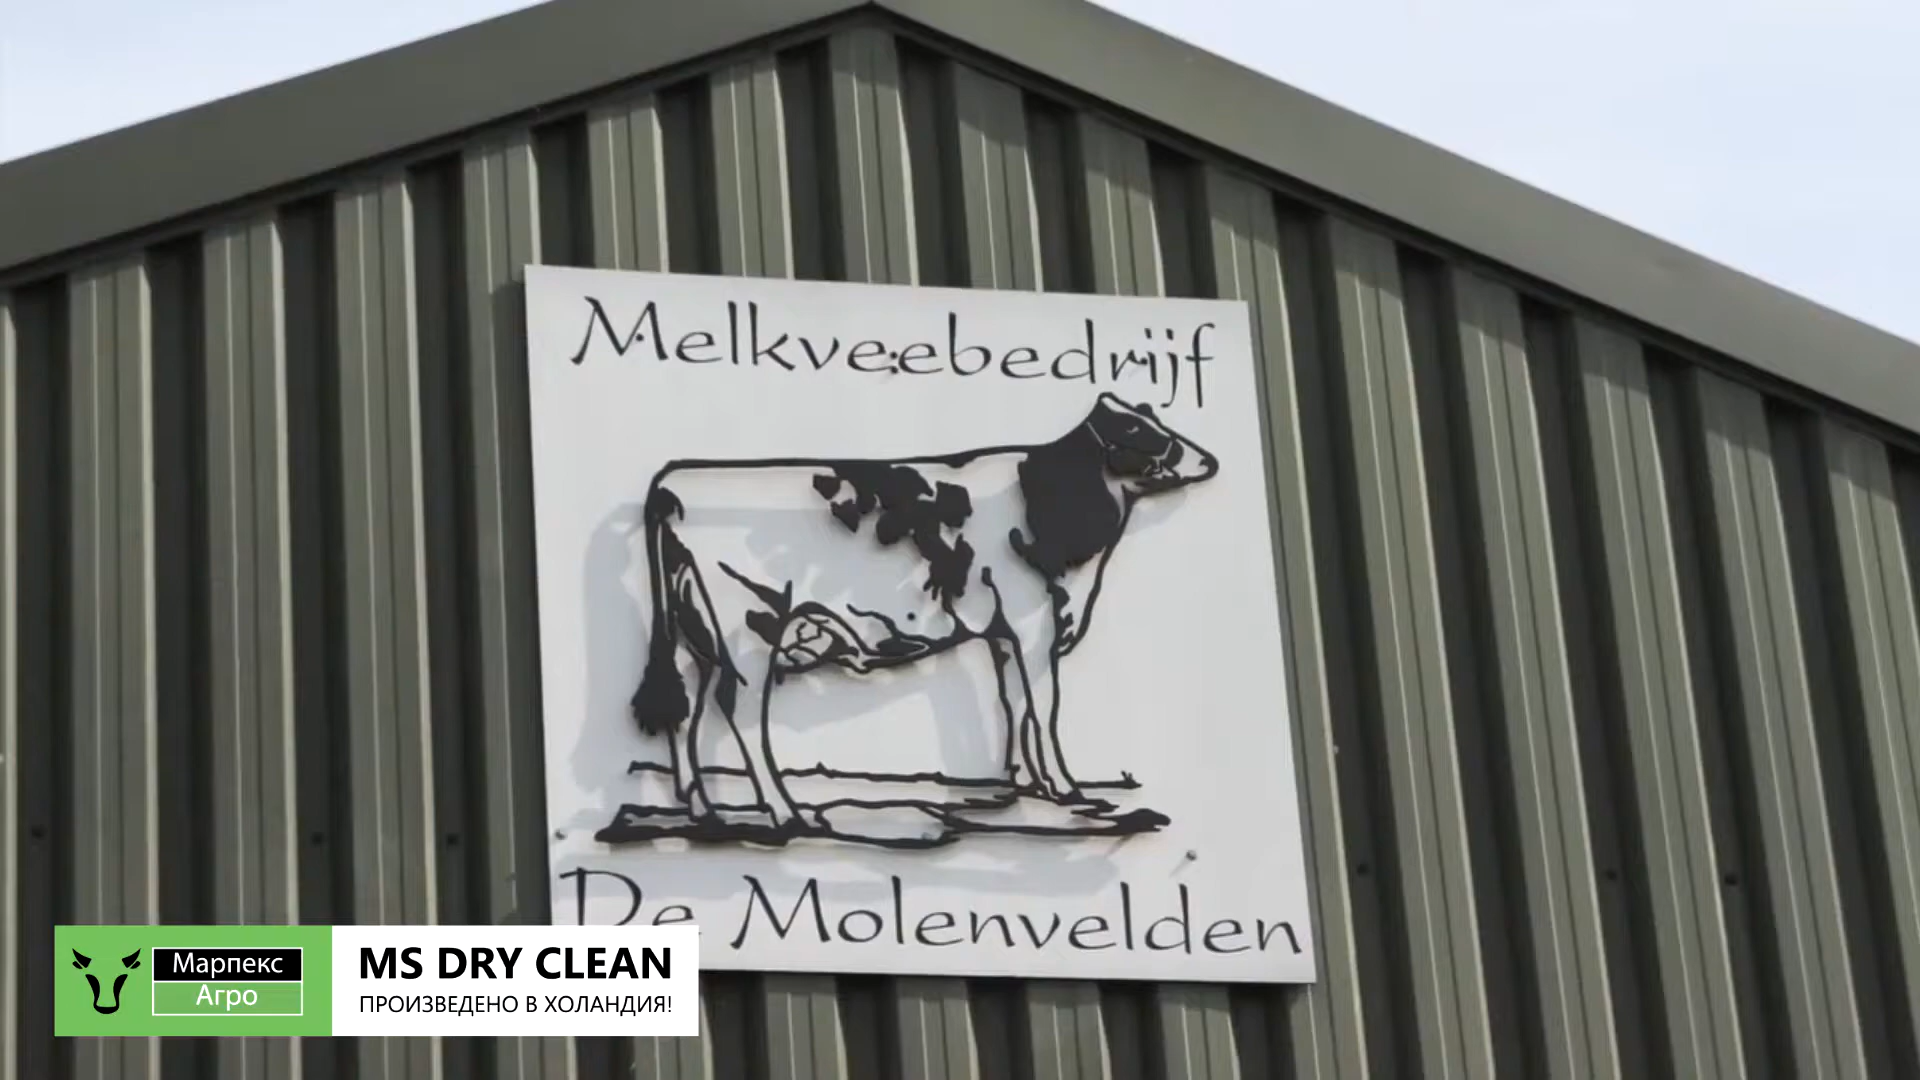 Melkveebedrijf
De Molenvelden
Марпекс
Агро
MS DRY CLEAN
ПРОИЗВЕДЕНО В ХОЛАНДИЯ!